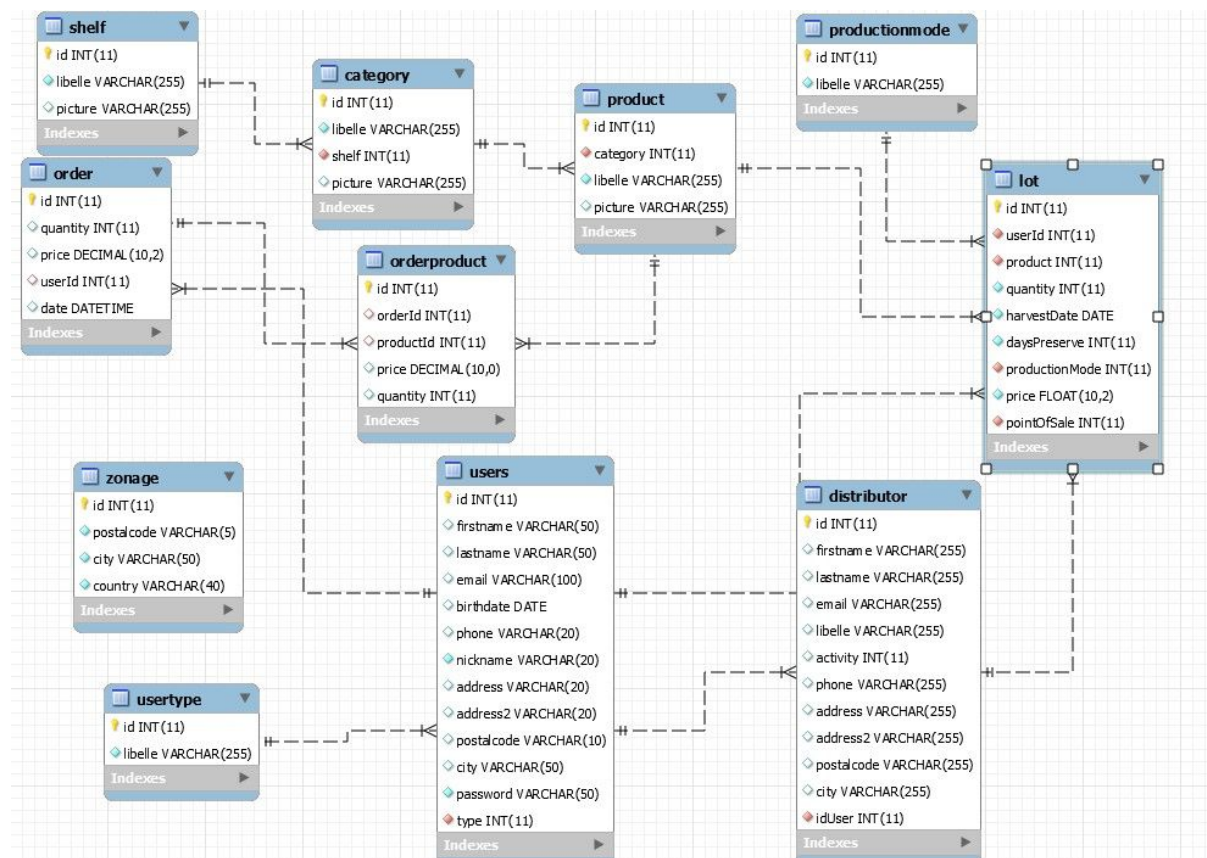 shelf
id INT(11)
libelle VARCHAR(255)
picture VARCHAR(255)
Indexes
category
id INT(11)
libelle VARCHAR(255)
shelf INT(11)
picture VARCHAR(255)
Indexes
product
id INT(11)
category INT(11)
libelle VARCHAR(255)
picture VARCHAR(255)
Indexes
productionmode
id INT(11)
libelle VARCHAR(255)
Indexes
order
id INT(11)
quantity INT(11)
price DECIMAL(10,2)
userId INT(11)
date DATETIME
Indexes
orderproduct
id INT(11)
orderId INT(11)
productId INT(11)
price DECIMAL(10,0)
quantity INT(11)
Indexes
lot
id INT(11)
userId INT(11)
product INT(11)
quantity INT(11)
harvestDate DATE
daysPreserve INT(11)
productionMode INT(11)
price FLOAT(10,2)
pointOfSale INT(11)
Indexes
zonage
id INT(11)
postalcode VARCHAR(5)
city VARCHAR(50)
country VARCHAR(40)
Indexes
users
id INT(11)
firstname VARCHAR(50)
lastname VARCHAR(50)
email VARCHAR(100)
birthdate DATE
phone VARCHAR(20)
nickname VARCHAR(20)
address VARCHAR(20)
address2 VARCHAR(20)
postalcode VARCHAR(10)
city VARCHAR(50)
password VARCHAR(50)
type INT(11)
Indexes
distributor
id INT(11)
firstname VARCHAR(255)
lastname VARCHAR(255)
email VARCHAR(255)
libelle VARCHAR(255)
activity INT(11)
phone VARCHAR(255)
address VARCHAR(255)
address2 VARCHAR(255)
postalcode VARCHAR(255)
city VARCHAR(255)
idUser INT(11)
Indexes
usertype
id INT(11)
libelle VARCHAR(255)
Indexes